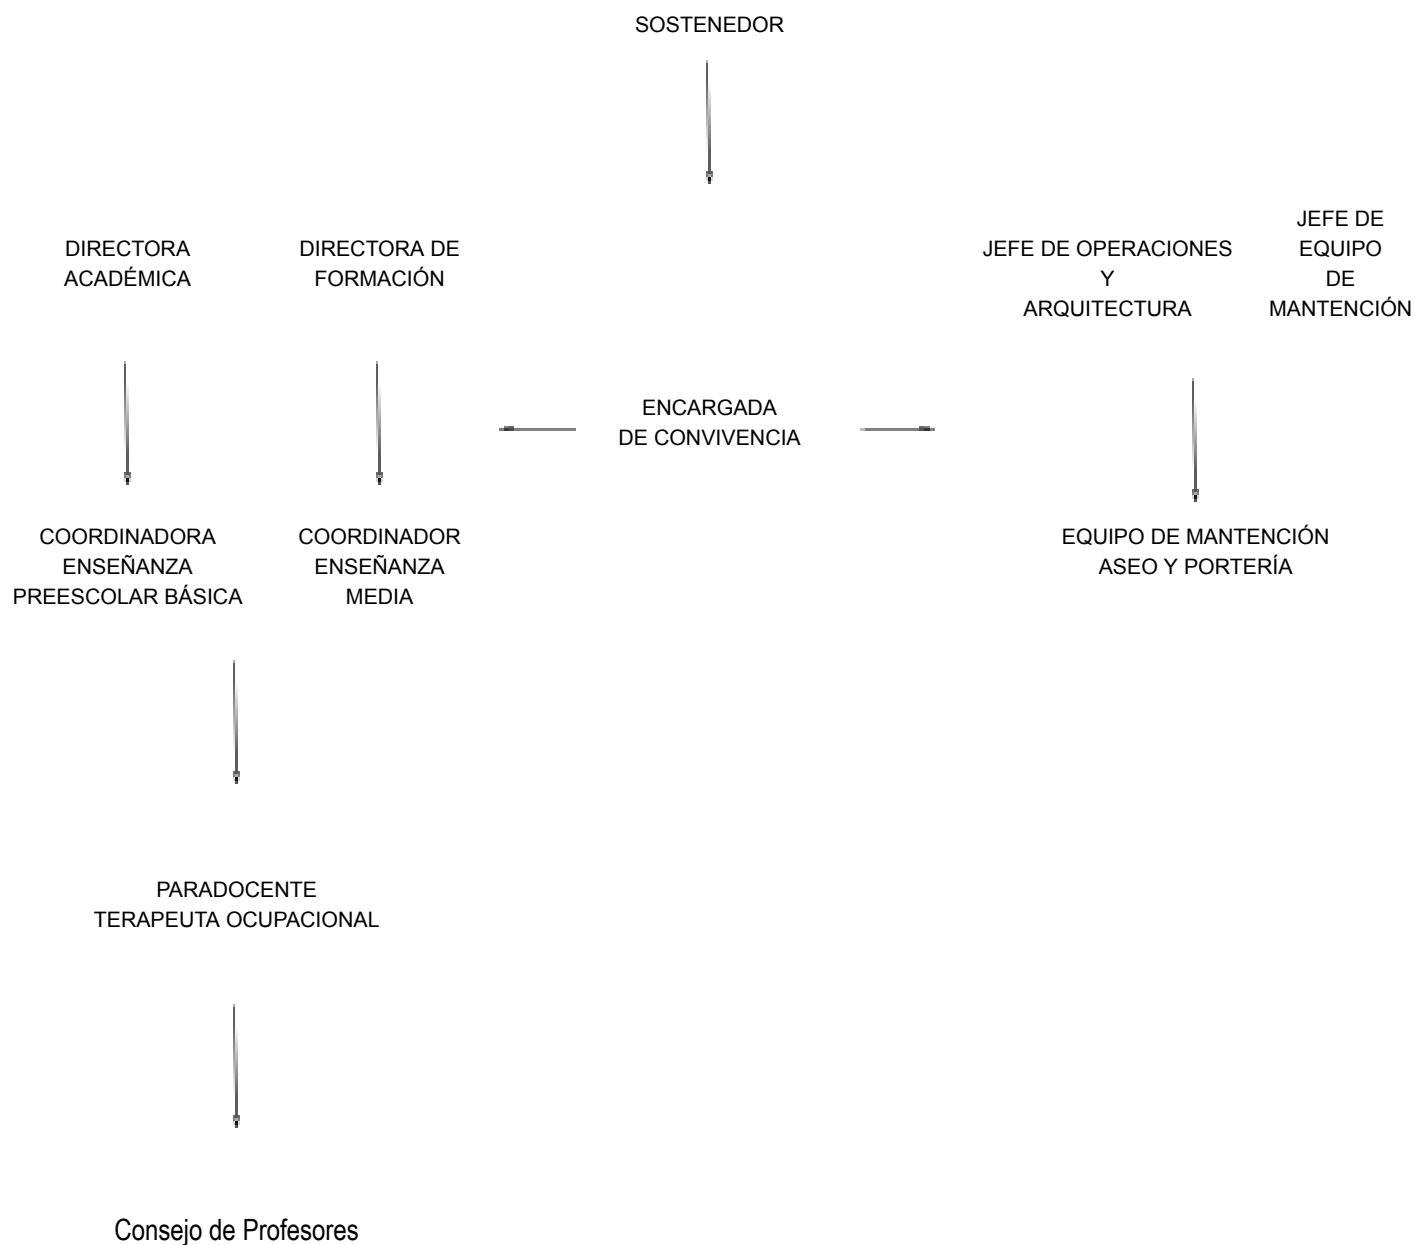 SOSTENEDOR
DIRECTORA
ACADÉMICA
DIRECTORA DE
FORMACIÓN
JEFE DE OPERACIONES
Y
ARQUITECTURA
JEFE DE
EQUIPO
DE
MANTENCIÓN
ENCARGADA
DE CONVIVENCIA
COORDINADORA
ENSEÑANZA
PREESCOLAR BÁSICA
COORDINADOR
ENSEÑANZA
MEDIA
EQUIPO DE MANTENCIÓN
ASEO Y PORTERÍA
PARADOCENTE
TERAPEUTA OCUPACIONAL
Consejo de Profesores